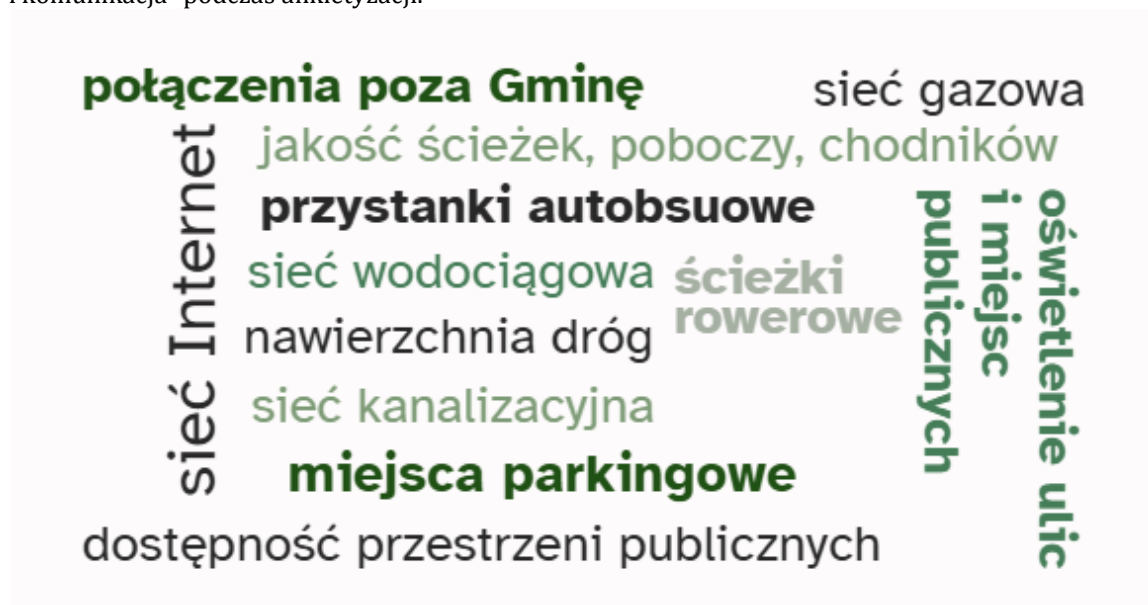 i komunikacja" podczas ankietyzacji.
połączenia poza Gminę
sieć gazowa
jakość ścieżek, poboczy, chodników
sieć Internet
przystanki autobsuowe
sieć wodociągowa
ścieżki
rowerowe
nawierzchnia dróg
sieć kanalizacyjna
miejsca parkingowe
dostępność przestrzeni publicznych
oświetlenie ulic
i miejsc
publicznych